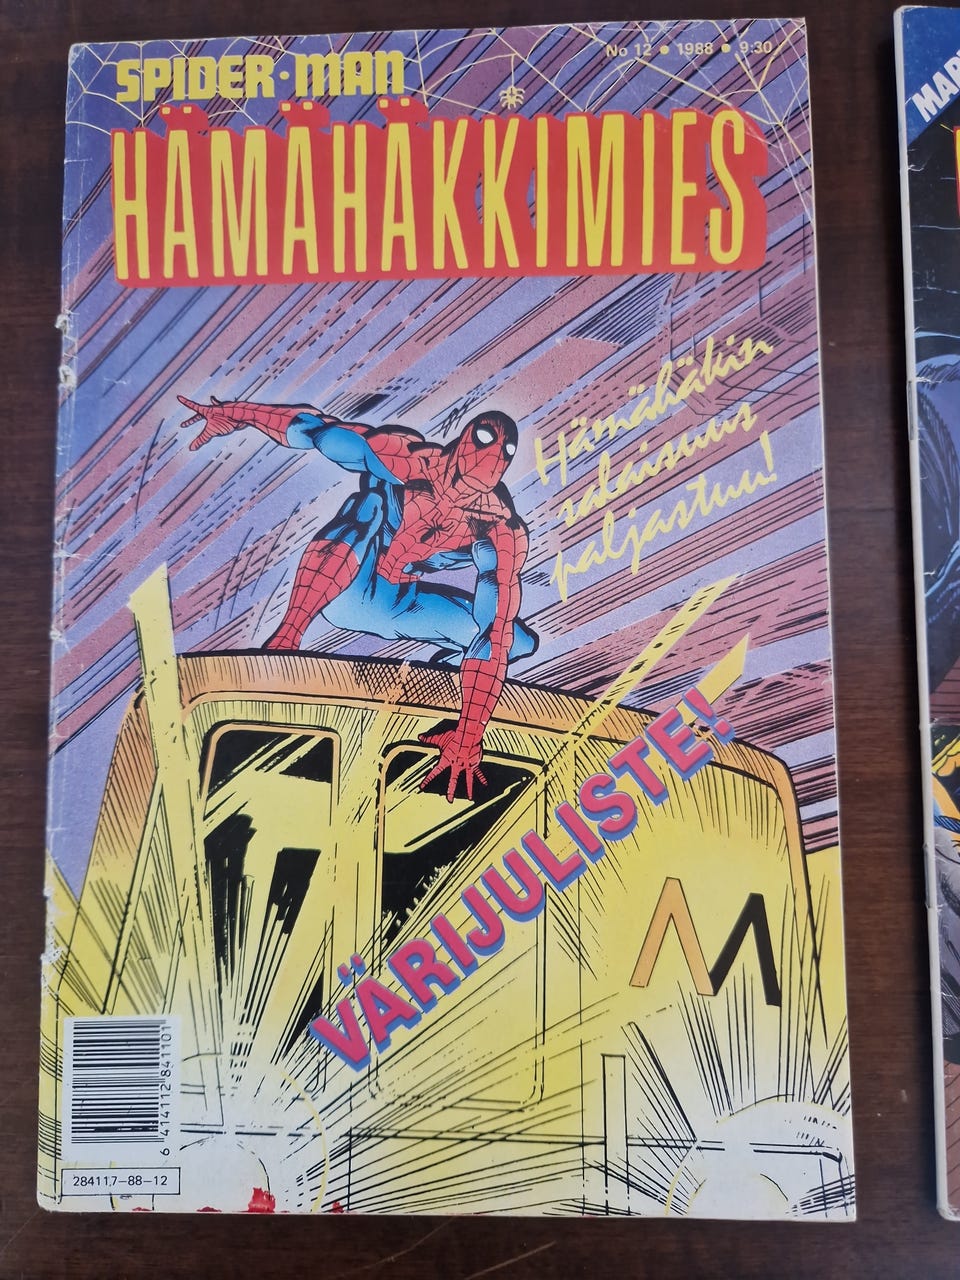 SPIDER-MAN
No 12 • 1988 • 9:30
HÄMÄHÄKKIMIES
Hämähäkin
salaisuus
paljastuu!
VÄRIJULISTE!
6 414112 841101
28411,7-88-12
MAR